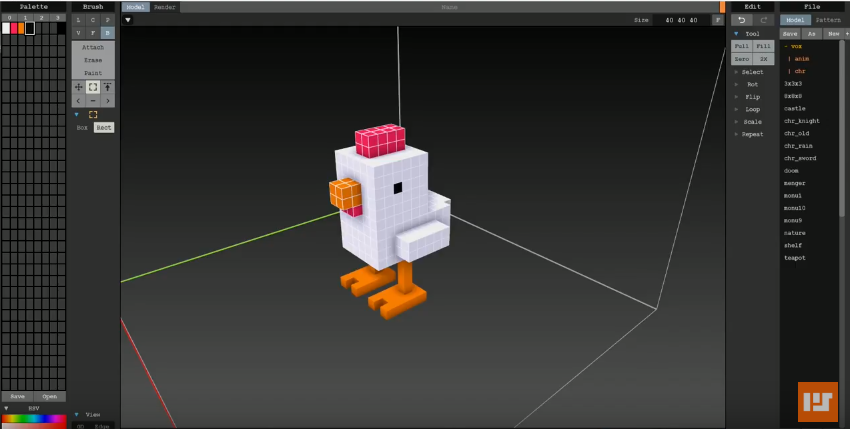 Palette
0 1 2 3
Save Open
HSV
Brush
L C P
V F B
Attach
Erase
Paint
Box Rect
View
Model Render
Size 40 40 40 F
Edit
Tool
Full Fill
Zero 2X
Select
Rot
Flip
Loop
Scale
Repeat
File
Model Pattern
Save As New +
- vox
| anim
| chr
3x3x3
8x8x8
castle
chr_knight
chr_old
chr_rain
chr_sword
doom
menger
monu1
monu10
monu9
nature
shelf
teapot